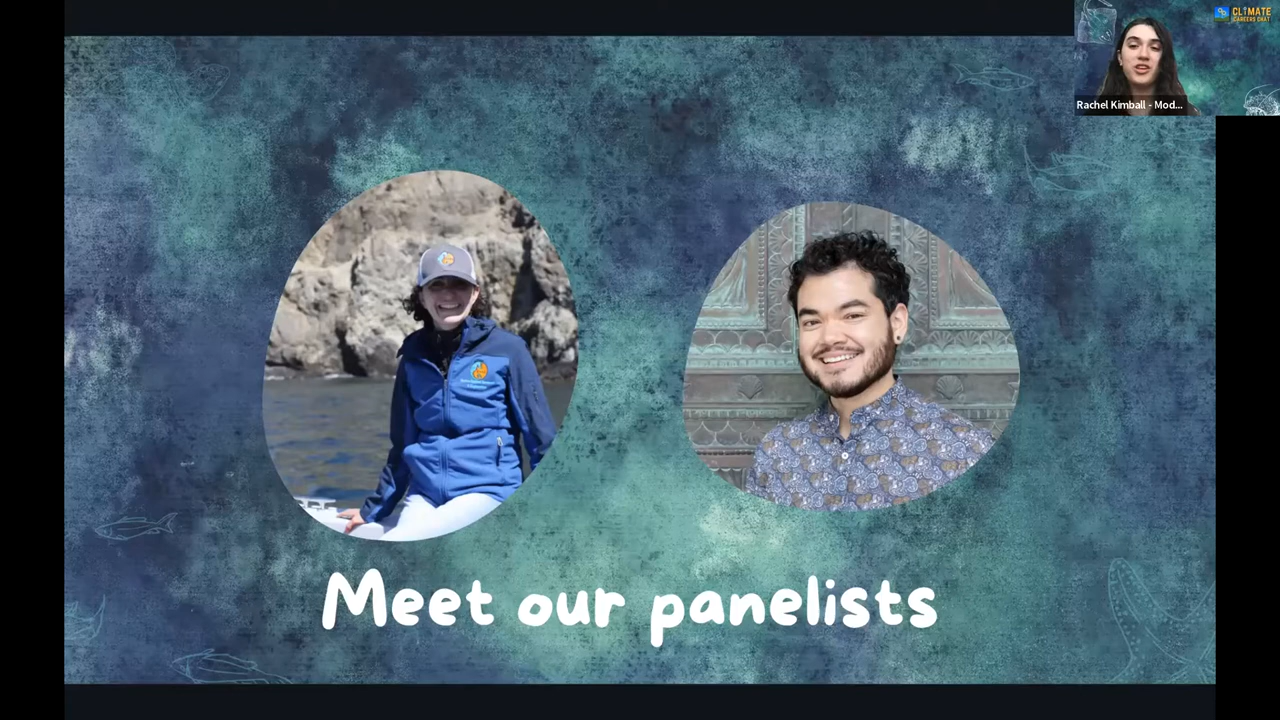 CLIMATE
CAREERS CHAT
Rachel Kimball - Mod...
Meet our panelists